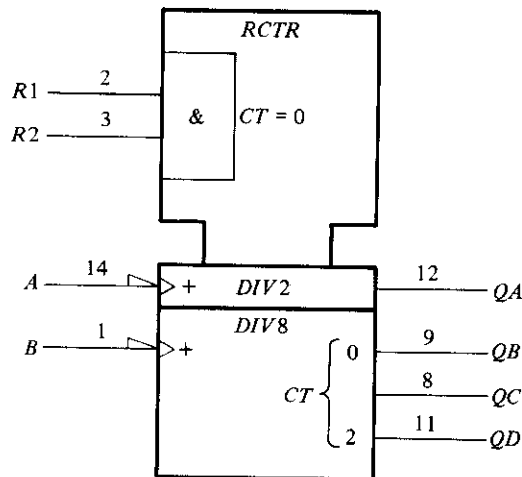 RCTR
R1 2
R2 3
& CT = 0
A 14 + DIV2 12 QA
DIV8
B 1 + 0 9 QB
CT 8 QC
2 11 QD